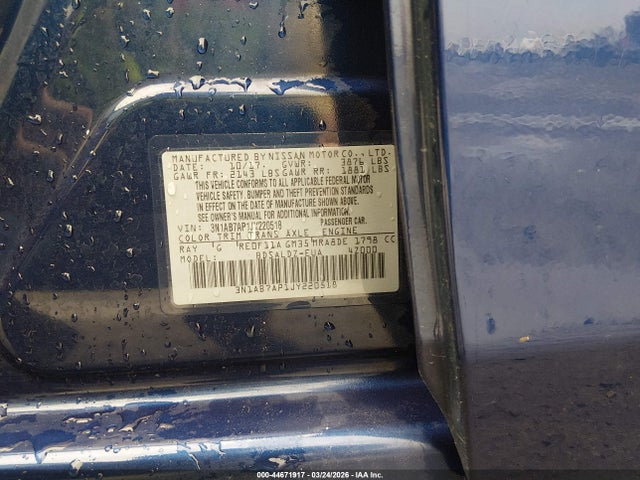 MANUFACTURED BY NISSAN MOTOR CO., LTD.
DATE: 10/17 GVWR: 3876 LBS
GAWR FR: 2143 LBS GAWR RR: 1881 LBS
THIS VEHICLE CONFORMS TO ALL APPLICABLE FEDERAL MOTOR
VEHICLE SAFETY, BUMPER AND THEFT PREVENTION STANDARDS
IN EFFECT ON THE DATE OF MANUFACTURE SHOWN ABOVE.
SEE OWNER'S MANUAL FOR ADDITIONAL INFORMATION.
VIN: 3N1AB7AP1JY220518 PASSENGER CAR
COLOR TRIM TRANS AXLE ENGINE
RAY G RE0F11A GM35 MRA8DE 1798 CC
MODEL: BDSALDZ-EUA 47000
3N1AB7AP1JY220518
000-44671917 - 03/24/2026 - IAA Inc.